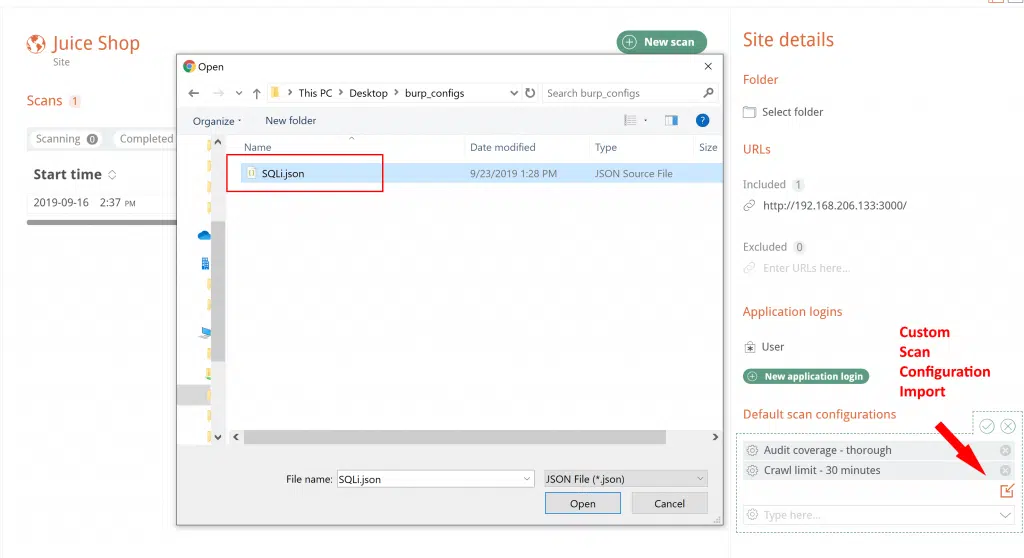 Juice Shop
Site
New scan
Scans 1
Scanning 0 Completed
Start time
2019-09-16 2:37 PM
Open
This PC Desktop burp_configs
Search burp_configs
Organize
New folder
?
Name Date modified Type Size
SQLi.json 9/23/2019 1:28 PM JSON Source File
File name: SQLi.json JSON File (*.json)
Open Cancel
Site details
Folder
Select folder
URLs
Included 1
http://192.168.206.133:3000/
Excluded 0
Enter URLs here...
Application logins
User
New application login
Custom
Scan
Configuration
Import
Default scan configurations
Audit coverage - thorough
Crawl limit - 30 minutes
Type here...